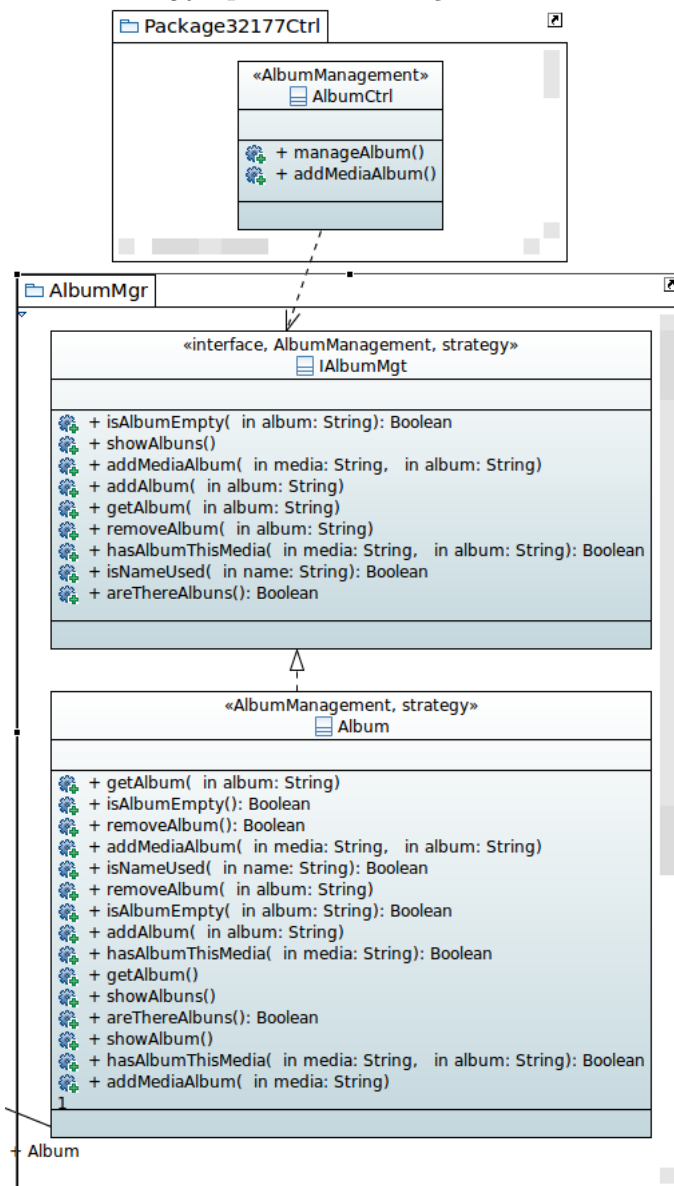 Package32177Ctrl
«AlbumManagement»
AlbumCtrl
+ manageAlbum()
+ addMediaAlbum()
AlbumMgr
«interface, AlbumManagement, strategy»
IAlbumMgt
+ isAlbumEmpty( in album: String): Boolean
+ showAlbuns()
+ addMediaAlbum( in media: String, in album: String)
+ addAlbum( in album: String)
+ getAlbum( in album: String)
+ removeAlbum( in album: String)
+ hasAlbumThisMedia( in media: String, in album: String): Boolean
+ isNameUsed( in name: String): Boolean
+ areThereAlbuns(): Boolean
«AlbumManagement, strategy»
Album
+ getAlbum( in album: String)
+ isAlbumEmpty(): Boolean
+ removeAlbum(): Boolean
+ addMediaAlbum( in media: String, in album: String)
+ isNameUsed( in name: String): Boolean
+ removeAlbum( in album: String)
+ isAlbumEmpty( in album: String): Boolean
+ addAlbum( in album: String)
+ hasAlbumThisMedia( in media: String): Boolean
+ getAlbum()
+ showAlbuns()
+ areThereAlbuns(): Boolean
+ showAlbum()
+ hasAlbumThisMedia( in media: String, in album: String): Boolean
+ addMediaAlbum( in media: String)
1
+ Album